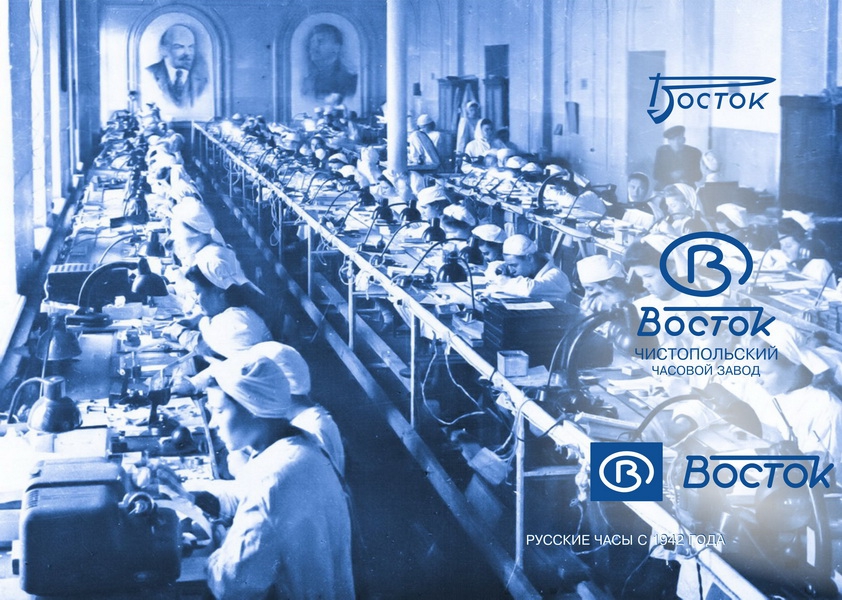 Восток
Восток
ЧИСТОПОЛЬСКИЙ
ЧАСОВОЙ ЗАВОД
В Восток
РУССКИЕ ЧАСЫ С 1942 ГОДА